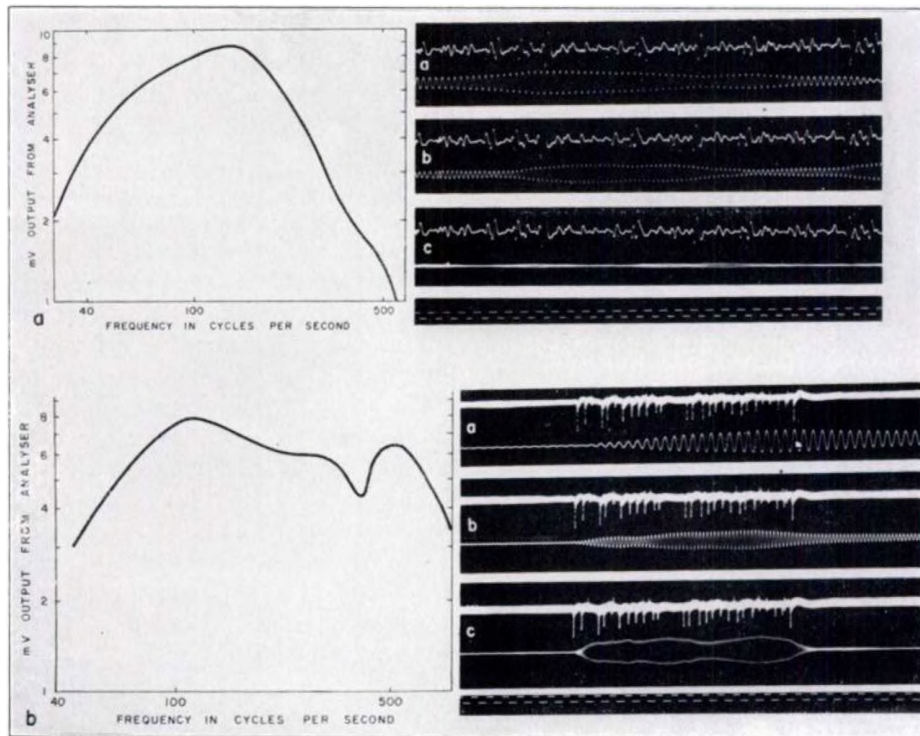 mV OUTPUT FROM ANALYSER
10
8
6
4
2
1
40
100
500
FREQUENCY IN CYCLES PER SECOND
a
a
b
c
mV OUTPUT FROM ANALYSER
8
6
4
2
1
40
100
500
FREQUENCY IN CYCLES PER SECOND
b
a
b
c